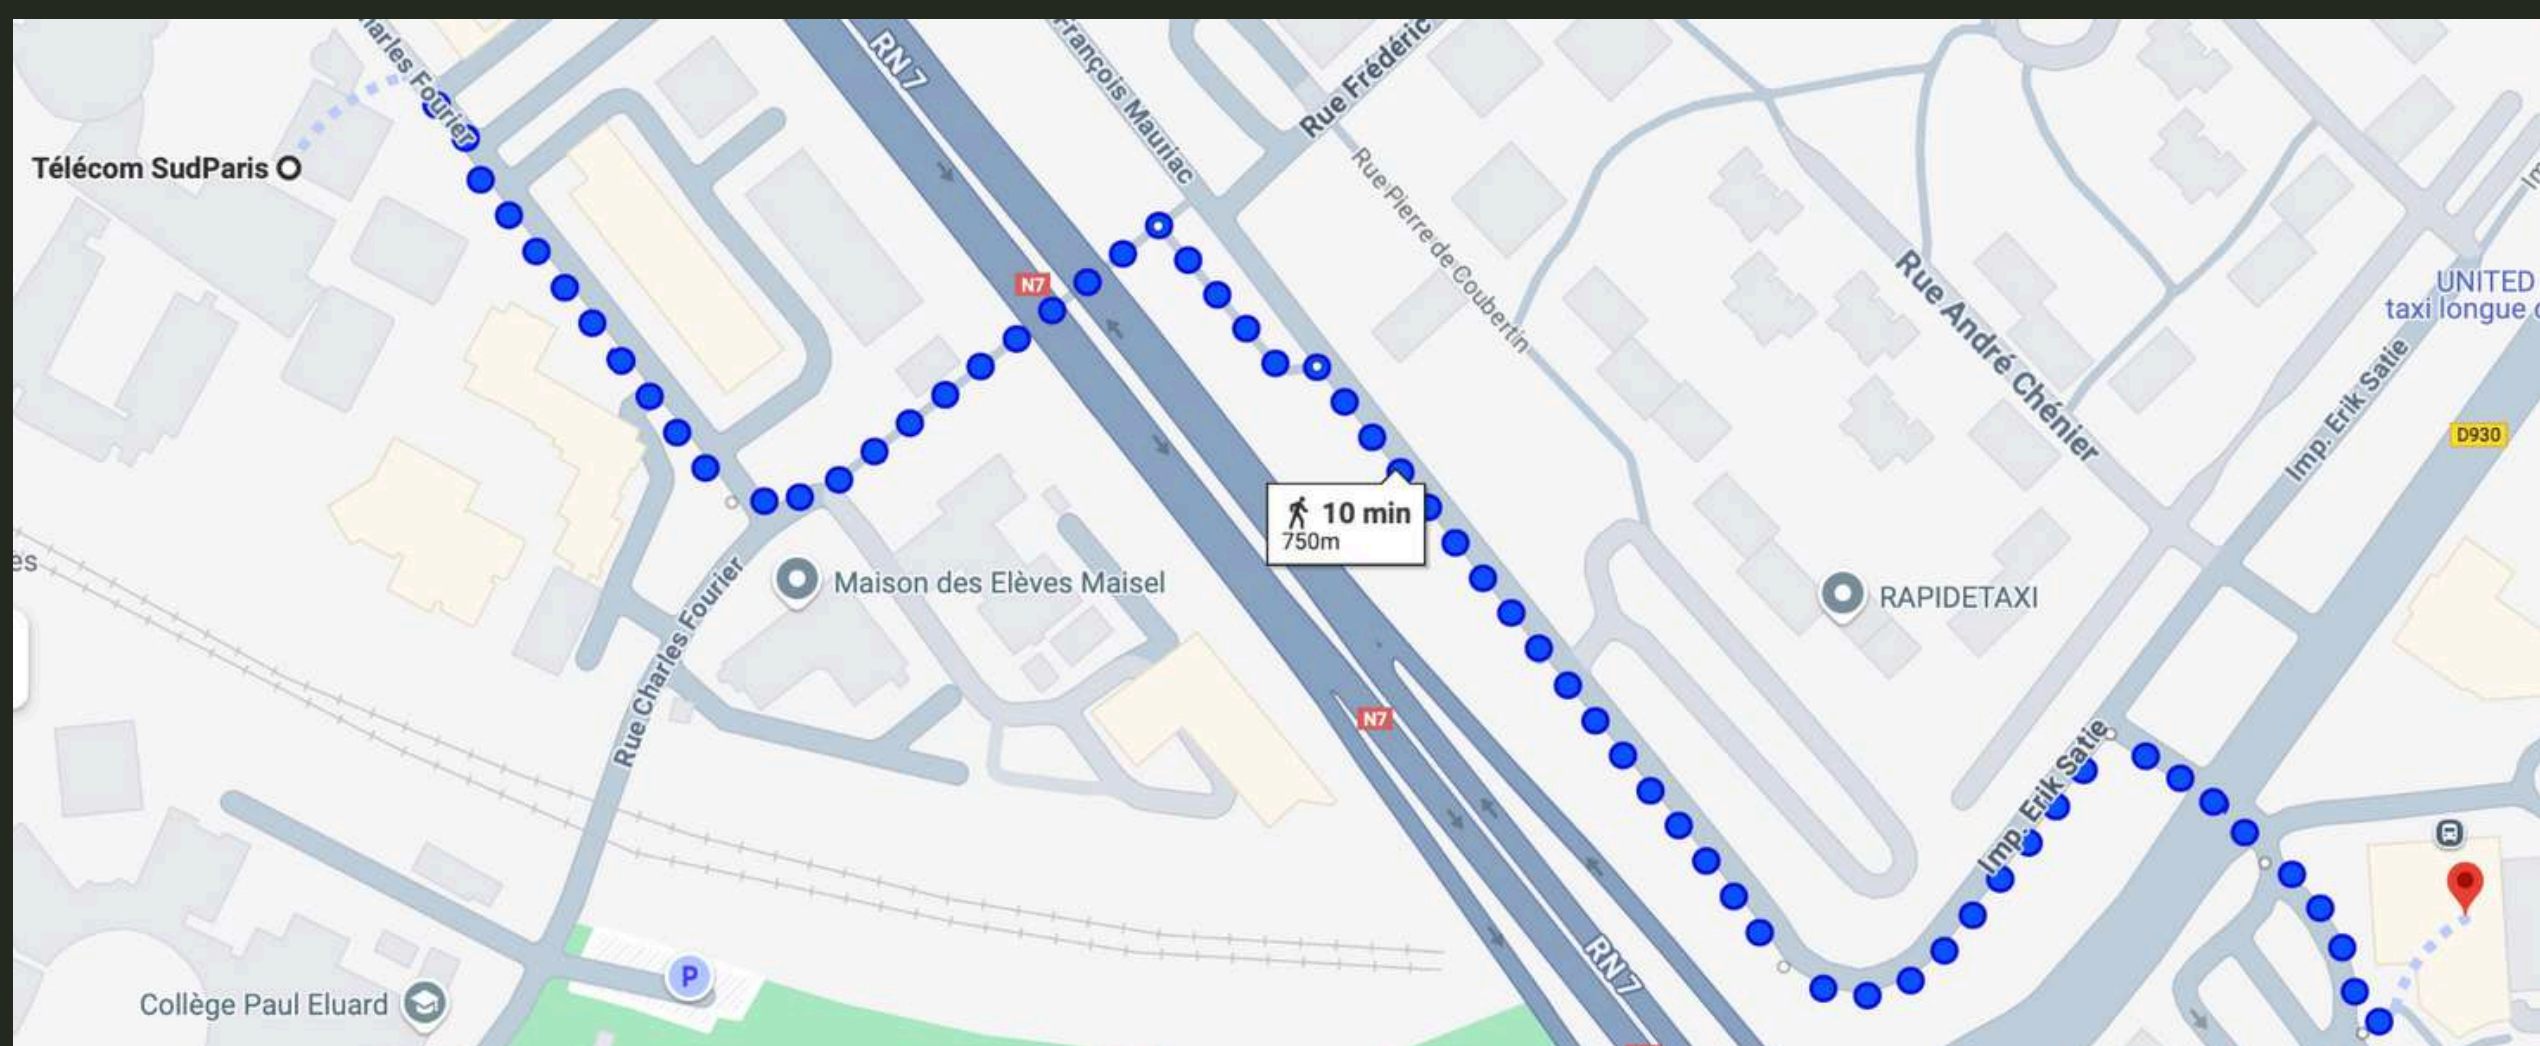 Charles Fourier
RN 7
François Mauriac
Rue Frédéric
Télécom SudParis
Rue Pierre de Coubertin
N7
Rue André Chénier
UNITED
taxi longue
Imp. Erik Satie
D930
10 min
750m
Maison des Elèves Maisel
RAPIDETAXI
Rue Charles Fourier
N7
Imp. Erik Satie
RN 7
P
Collège Paul Eluard